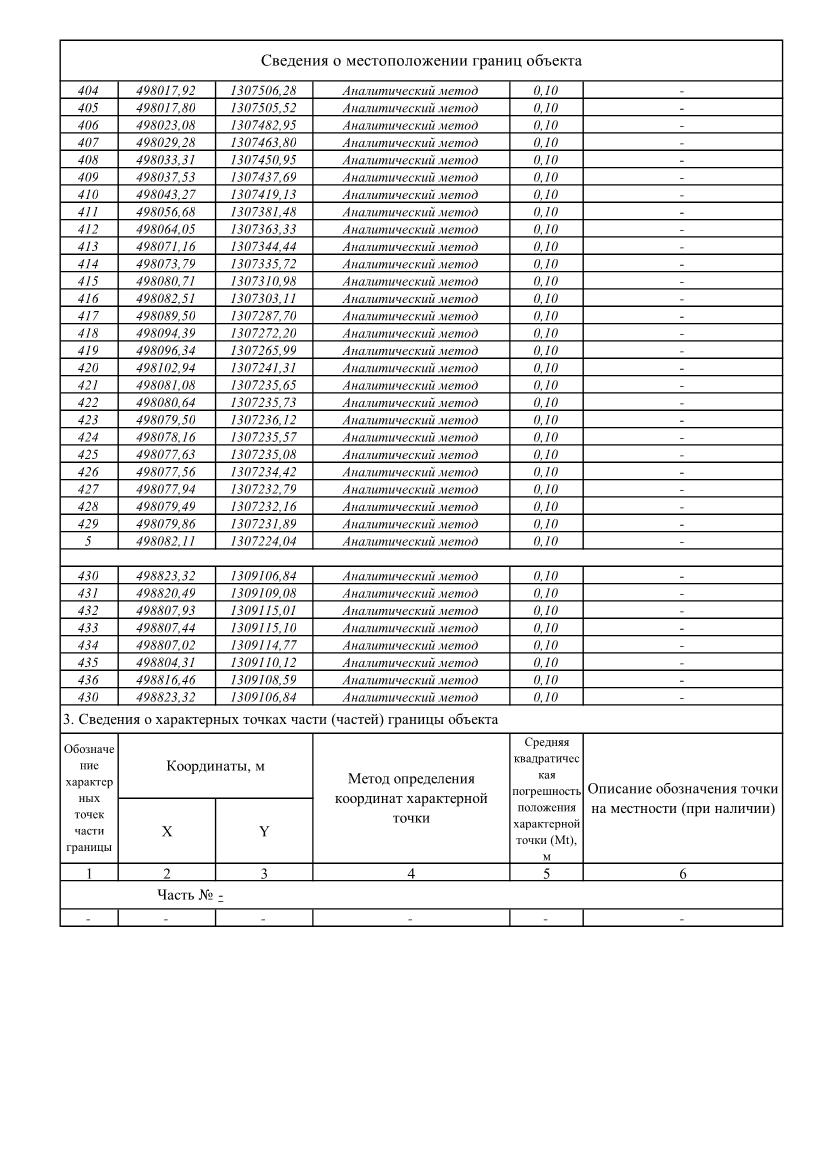 Сведения о местоположении границ объекта
404 498017,92 1307506,28 Аналитический метод 0,10 -
405 498017,80 1307505,52 Аналитический метод 0,10 -
406 498023,08 1307482,95 Аналитический метод 0,10 -
407 498029,28 1307463,80 Аналитический метод 0,10 -
408 498033,31 1307450,95 Аналитический метод 0,10 -
409 498037,53 1307437,69 Аналитический метод 0,10 -
410 498043,27 1307419,13 Аналитический метод 0,10 -
411 498056,68 1307381,48 Аналитический метод 0,10 -
412 498064,05 1307363,33 Аналитический метод 0,10 -
413 498071,16 1307344,44 Аналитический метод 0,10 -
414 498073,79 1307335,72 Аналитический метод 0,10 -
415 498080,71 1307310,98 Аналитический метод 0,10 -
416 498082,51 1307303,11 Аналитический метод 0,10 -
417 498089,50 1307287,70 Аналитический метод 0,10 -
418 498094,39 1307272,20 Аналитический метод 0,10 -
419 498096,34 1307265,99 Аналитический метод 0,10 -
420 498102,94 1307241,31 Аналитический метод 0,10 -
421 498081,08 1307235,65 Аналитический метод 0,10 -
422 498080,64 1307235,73 Аналитический метод 0,10 -
423 498079,50 1307236,12 Аналитический метод 0,10 -
424 498078,16 1307235,57 Аналитический метод 0,10 -
425 498077,63 1307235,08 Аналитический метод 0,10 -
426 498077,56 1307234,42 Аналитический метод 0,10 -
427 498077,94 1307232,79 Аналитический метод 0,10 -
428 498079,49 1307232,16 Аналитический метод 0,10 -
429 498079,86 1307231,89 Аналитический метод 0,10 -
5 498082,11 1307224,04 Аналитический метод 0,10 -
430 498823,32 1309106,84 Аналитический метод 0,10 -
431 498820,49 1309109,08 Аналитический метод 0,10 -
432 498807,93 1309115,01 Аналитический метод 0,10 -
433 498807,44 1309115,10 Аналитический метод 0,10 -
434 498807,02 1309114,77 Аналитический метод 0,10 -
435 498804,31 1309110,12 Аналитический метод 0,10 -
436 498816,46 1309108,59 Аналитический метод 0,10 -
430 498823,32 1309106,84 Аналитический метод 0,10 -
3. Сведения о характерных точках части (частей) границы объекта
Обозначе
ние
характер
ных
точек
части
границы
Координаты, м
X Y
Метод определения
координат характерной
точки
Средняя
квадратичес
кая
погрешность
положения
характерной
точки (Mt),
м
Описание обозначения точки
на местности (при наличии)
1 2 3 4 5 6
Часть № -
- - - - - -